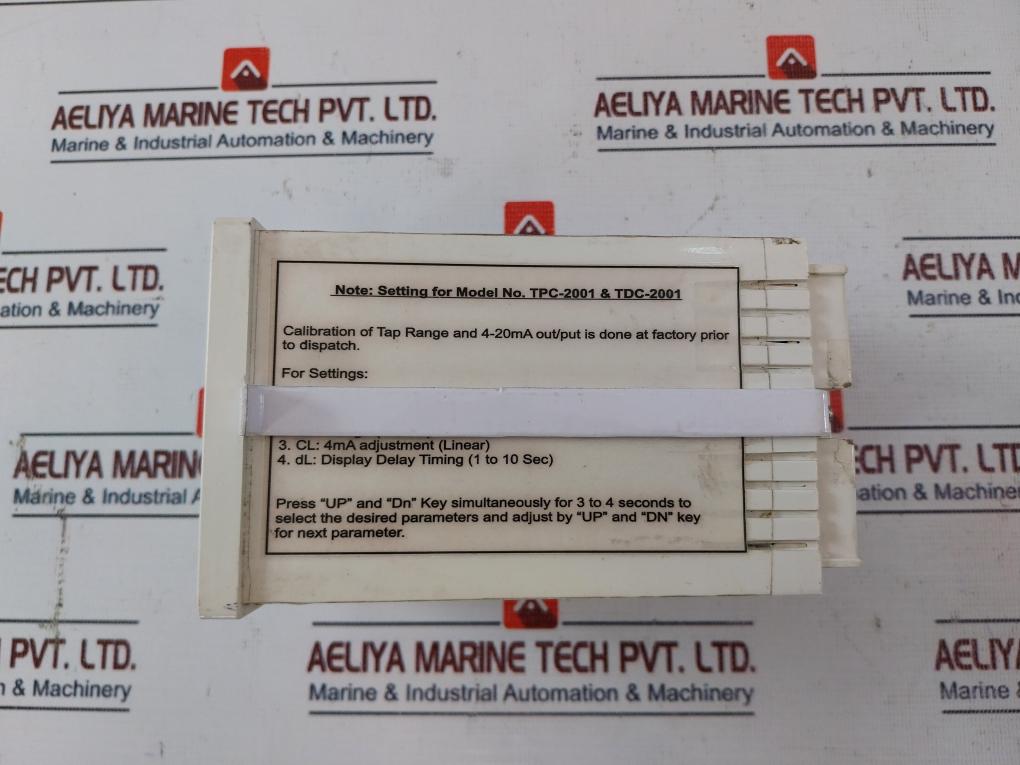 AELIYA MARINE TECH PVT. LTD.
Marine & Industrial Automation & Machinery
AELIYA MARINE TECH PVT. LTD.
Marine & Industrial Automation & Machinery
TECH PVT. LTD.
Automation & Machinery
AELIYA
Marine & In
Note: Setting for Model No. TPC-2001 & TDC-2001
Calibration of Tap Range and 4-20mA out/put is done at factory prior
to dispatch.
For Settings:
3. CL: 4mA adjustment (Linear)
4. dL: Display Delay Timing (1 to 10 Sec)
Press “UP” and “Dn” Key simultaneously for 3 to 4 seconds to
select the desired parameters and adjust by “UP” and “DN” key
for next parameter.
AELIYA MARIN
Marine & Industrial A
ECH PVT. LTD.
ation & Machinery
PVT. LTD.
n & Machinery
AELIYA MARINE TECH PVT. LTD.
Marine & Industrial Automation & Machinery
AELIYA
Marine &